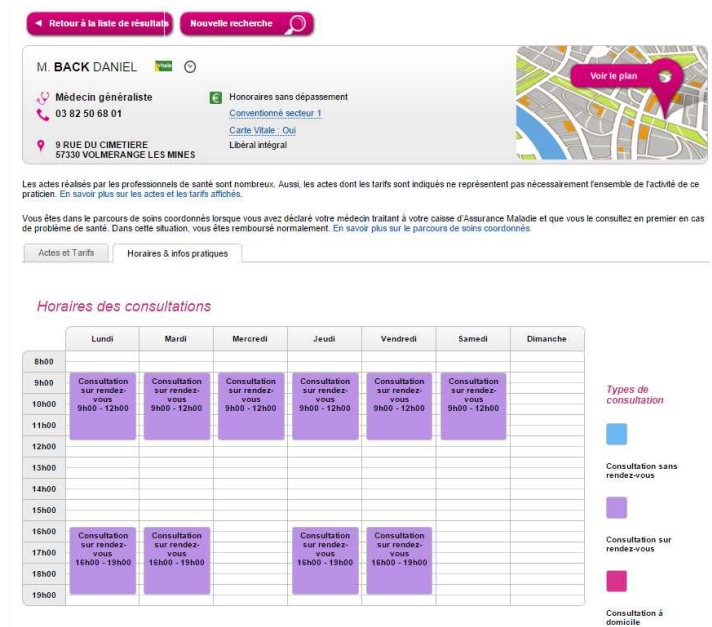 Retour à la liste de résultats
Nouvelle recherche
M. BACK DANIEL
Vitale
Voir le plan
Médecin généraliste
03 82 50 68 01
9 RUE DU CIMETIERE
57330 VOLMERANGE LES MINES
€ Honoraires sans dépassement
Conventionné secteur 1
Carte Vitale : Oui
Libéral intégral
Les actes réalisés par les professionnels de santé sont nombreux. Aussi, les actes dont les tarifs sont indiqués ne représentent pas nécessairement l'ensemble de l'activité de ce
praticien. En savoir plus sur les actes et les tarifs affichés.
Vous êtes dans le parcours de soins coordonnés lorsque vous avez déclaré votre médecin traitant à votre caisse d'Assurance Maladie et que vous le consultez en premier en cas
de problème de santé. Dans cette situation, vous êtes remboursé normalement. En savoir plus sur le parcours de soins coordonnés.
Actes et Tarifs
Horaires & infos pratiques
Horaires des consultations
Lundi Mardi Mercredi Jeudi Vendredi Samedi Dimanche
8h00
9h00
10h00
11h00
12h00
13h00
14h00
15h00
16h00
17h00
18h00
19h00
Consultation
sur rendez-
vous
9h00 - 12h00
Consultation
sur rendez-
vous
9h00 - 12h00
Consultation
sur rendez-
vous
9h00 - 12h00
Consultation
sur rendez-
vous
9h00 - 12h00
Consultation
sur rendez-
vous
9h00 - 12h00
Consultation
sur rendez-
vous
9h00 - 12h00
Consultation
sur rendez-
vous
16h00 - 19h00
Consultation
sur rendez-
vous
16h00 - 19h00
Consultation
sur rendez-
vous
16h00 - 19h00
Consultation
sur rendez-
vous
16h00 - 19h00
Types de
consultation
Consultation sans
rendez-vous
Consultation sur
rendez-vous
Consultation à
domicile